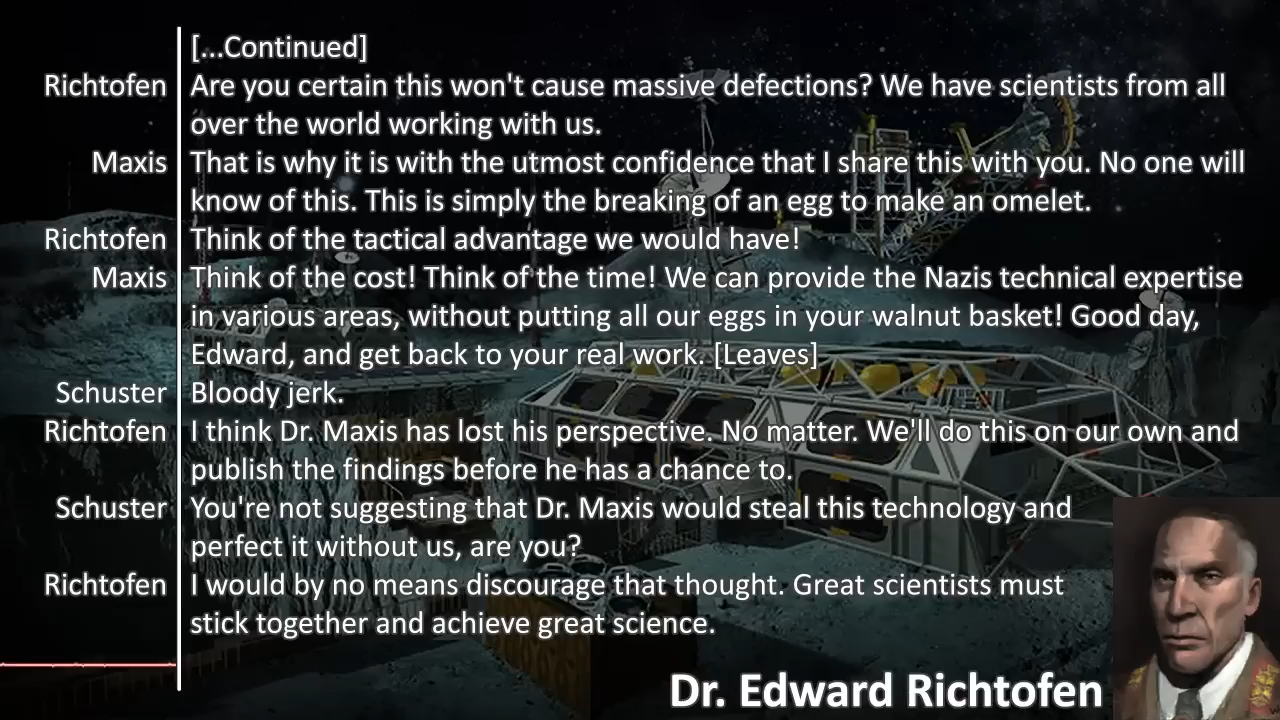 [...Continued]
Richtofen Are you certain this won't cause massive defections? We have scientists from all
over the world working with us.
Maxis That is why it is with the utmost confidence that I share this with you. No one will
know of this. This is simply the breaking of an egg to make an omelet.
Richtofen Think of the tactical advantage we would have!
Maxis Think of the cost! Think of the time! We can provide the Nazis technical expertise
in various areas, without putting all our eggs in your walnut basket! Good day,
Edward, and get back to your real work. [Leaves]
Schuster Bloody jerk.
Richtofen I think Dr. Maxis has lost his perspective. No matter. We'll do this on our own and
publish the findings before he has a chance to.
Schuster You're not suggesting that Dr. Maxis would steal this technology and
perfect it without us, are you?
Richtofen I would by no means discourage that thought. Great scientists must
stick together and achieve great science.
Dr. Edward Richtofen